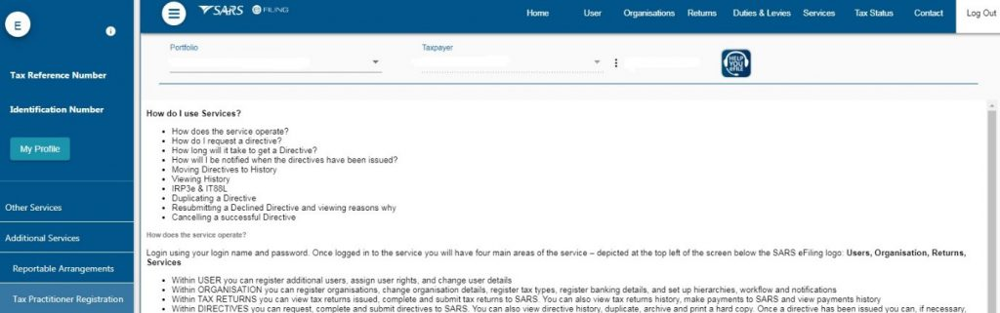 E
SARS eFILING
Home User Organisations Returns Duties & Levies Services Tax Status Contact Log Out
Portfolio
Taxpayer
HELP YOU eFILE
Tax Reference Number
Identification Number
My Profile
Other Services
Additional Services
Reportable Arrangements
Tax Practitioner Registration
How do I use Services?
• How does the service operate?
• How do I request a directive?
• How long will it take to get a Directive?
• How will I be notified when the directives have been issued?
• Moving Directives to History
• Viewing History
• IRP3e & IT88L
• Duplicating a Directive
• Resubmitting a Declined Directive and viewing reasons why
• Cancelling a successful Directive
How does the service operate?
Login using your login name and password. Once logged in to the service you will have four main areas of the service – depicted at the top left of the screen below the SARS eFiling logo: Users, Organisation, Returns,
Services
• Within USER you can register additional users, assign user rights, and change user details
• Within ORGANISATION you can register organisations, change organisation details, register tax types, register banking details, and set up hierarchies, workflow and notifications
• Within TAX RETURNS you can view tax returns issued, complete and submit tax returns to SARS. You can also view tax returns history, make payments to SARS and view payments history
• Within DIRECTIVES you can request, complete and submit directives to SARS. You can also view directive history, duplicate, archive and print a hard copy. Once a directive has been issued you can, if necessary,